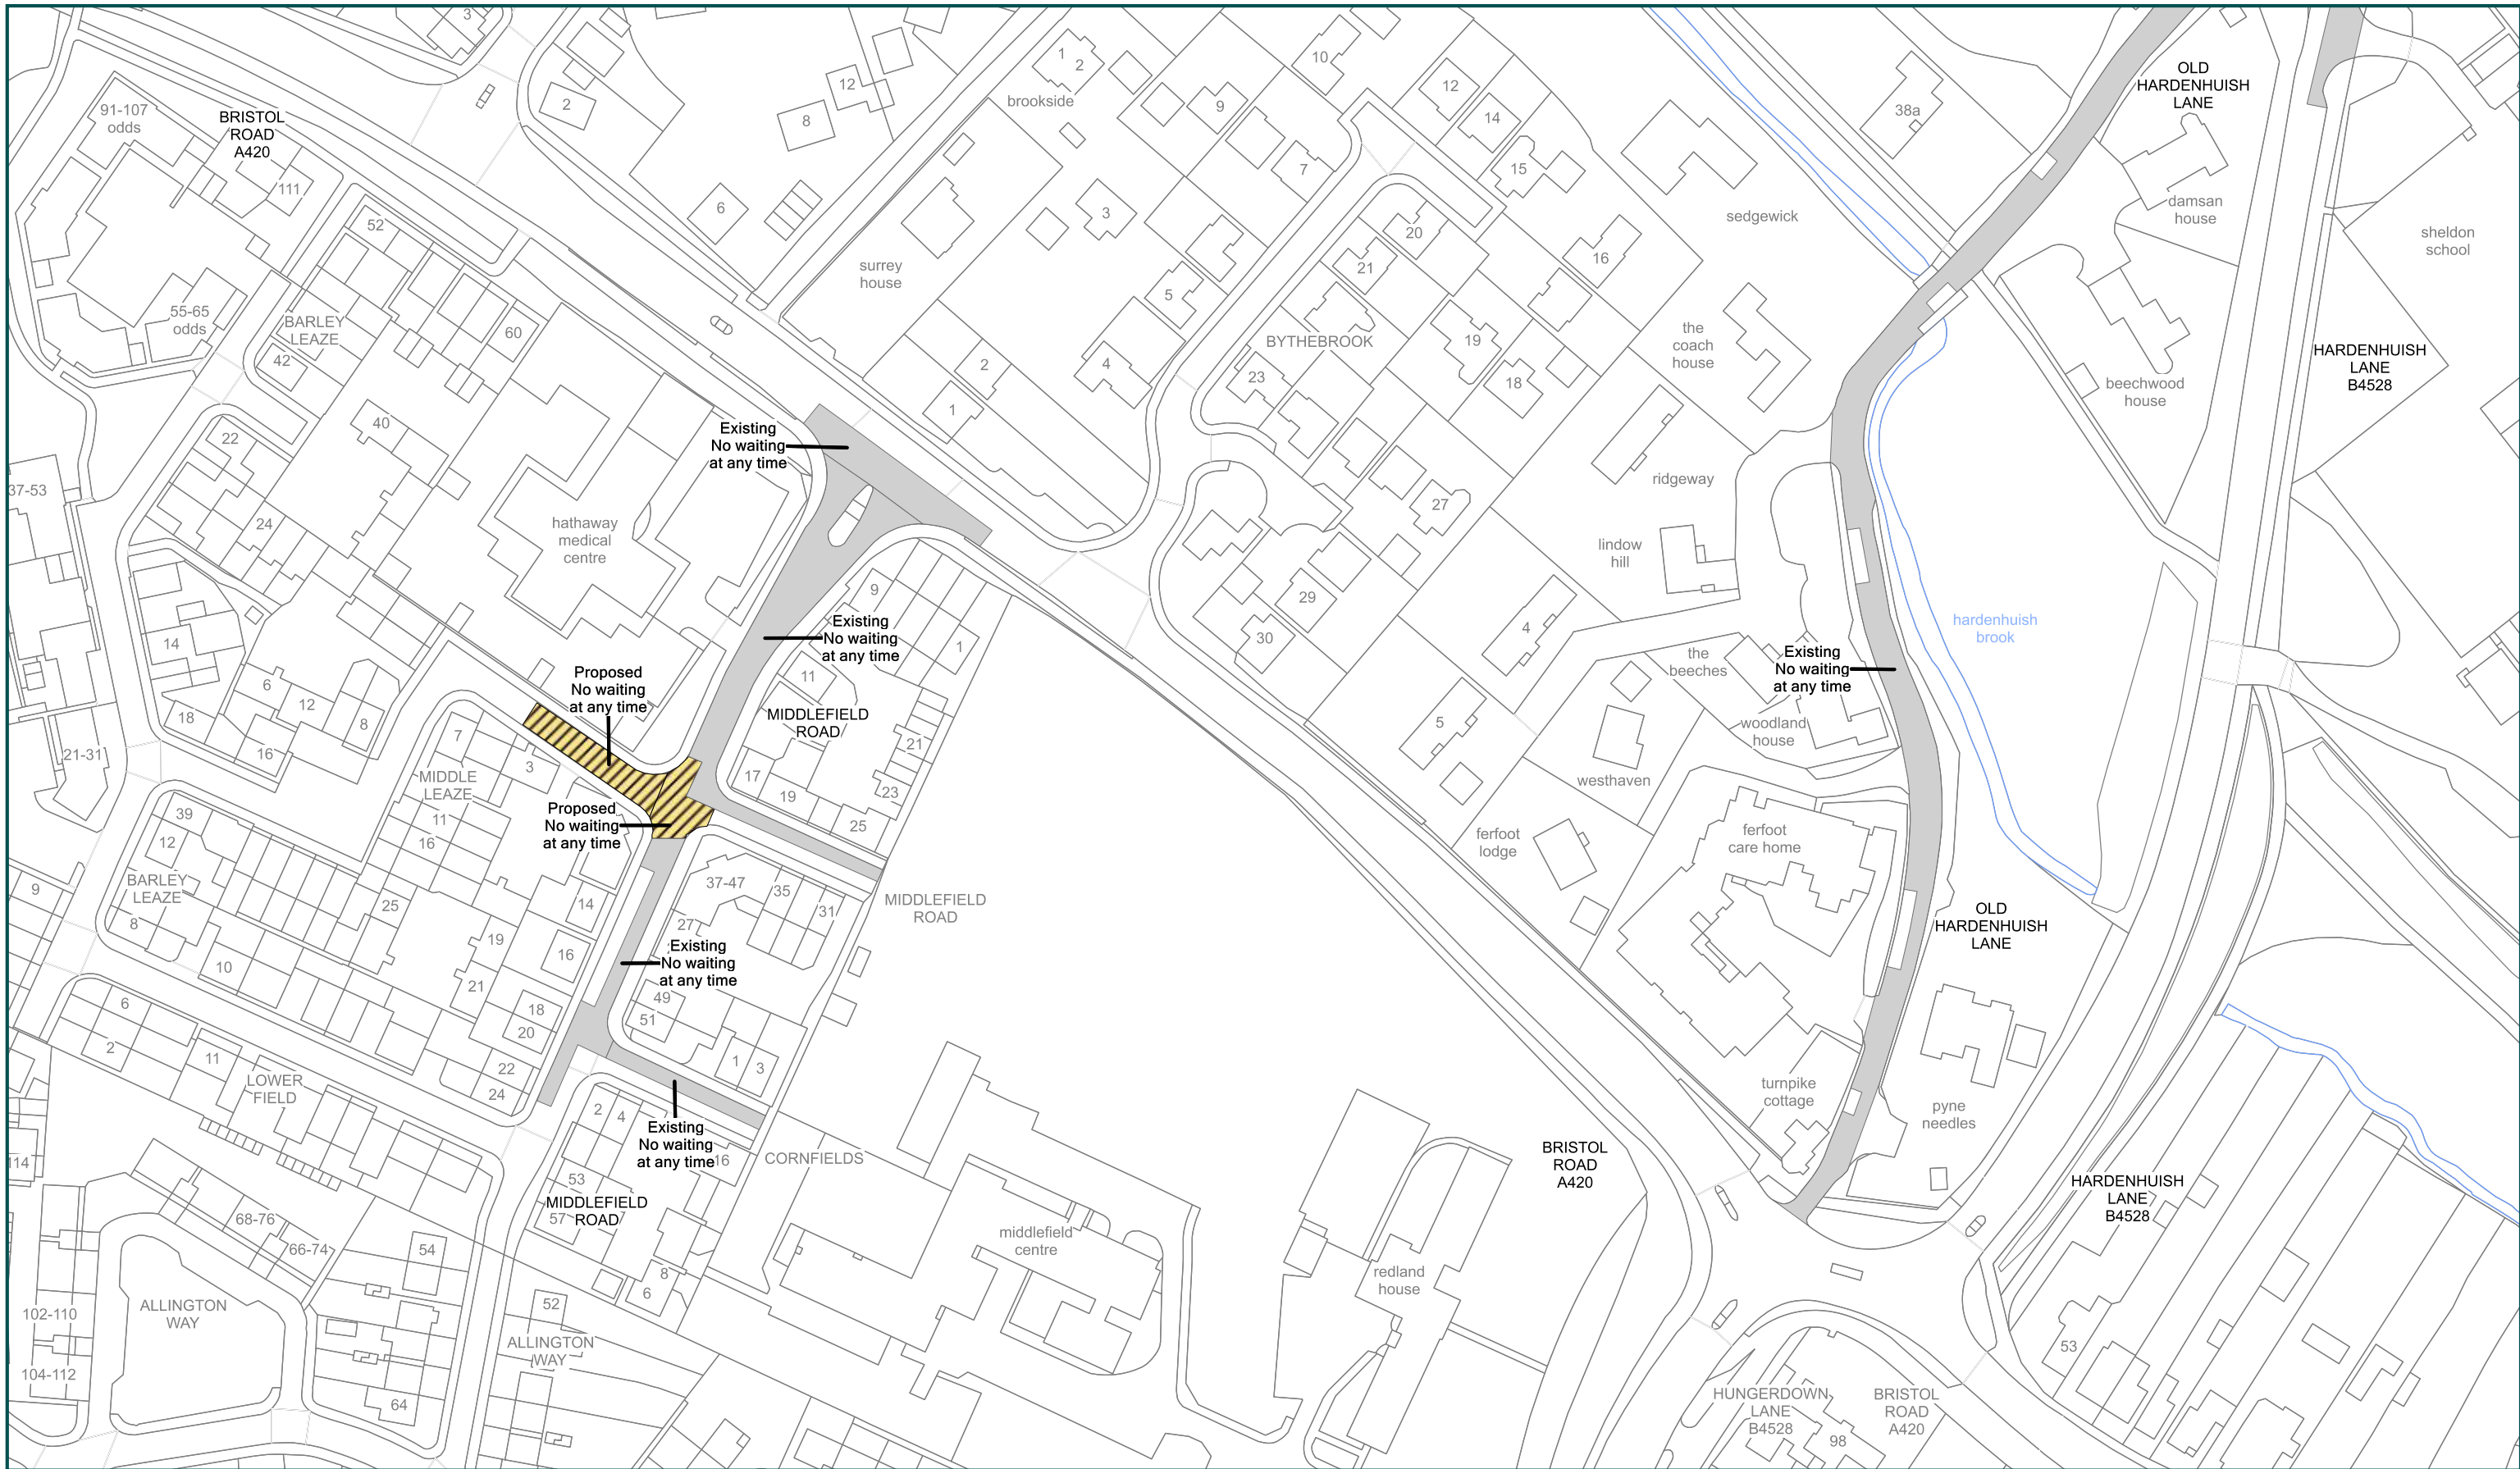 3
91-107
odds
BRISTOL
ROAD
A420
111
2
12
8
6
1
2
brookside
9
10
12
14
15
7
3
52
surrey
house
5
4
2
1
20
21
BYTHEBROOK
19
18
23
16
27
29
30
sedgewick
38a
OLD
HARDENHUISH
LANE
damsan
house
sheldon
school
HARDENHUISH
LANE
B4528
beechwood
house
the
coach
house
ridgeway
lindow
hill
the
beeches
woodland
house
westhaven
4
5
ferfoot
lodge
ferfoot
care home
hardenhuish
brook
Existing
No waiting
at any time
OLD
HARDENHUISH
LANE
turnpike
cottage
pyne
needles
55-65
odds
BARLEY
LEAZE
42
60
40
22
24
37-53
hathaway
medical
centre
Existing
No waiting
at any time
9
1
Existing
No waiting
at any time
11
MIDDLEFIELD
ROAD
17
19
21
23
25
Proposed
No waiting
at any time
Proposed
No waiting
at any time
14
18
6
12
16
8
21-31
7
3
MIDDLE
LEAZE
11
16
39
12
BARLEY
LEAZE
8
10
9
25
19
21
14
16
18
20
22
24
37-47
35
31
27
Existing
No waiting
at any time
49
51
1
3
MIDDLEFIELD
ROAD
6
2
11
LOWER
FIELD
114
2
4
Existing
No waiting
at any time
16
CORNFIELDS
53
MIDDLEFIELD
ROAD
57
8
6
68-76
66-74
54
52
64
102-110
104-112
ALLINGTON
WAY
ALLINGTON
WAY
middlefield
centre
redland
house
BRISTOL
ROAD
A420
HARDENHUISH
LANE
B4528
53
HUNGERDOWN
LANE
B4528
98
BRISTOL
ROAD
A420